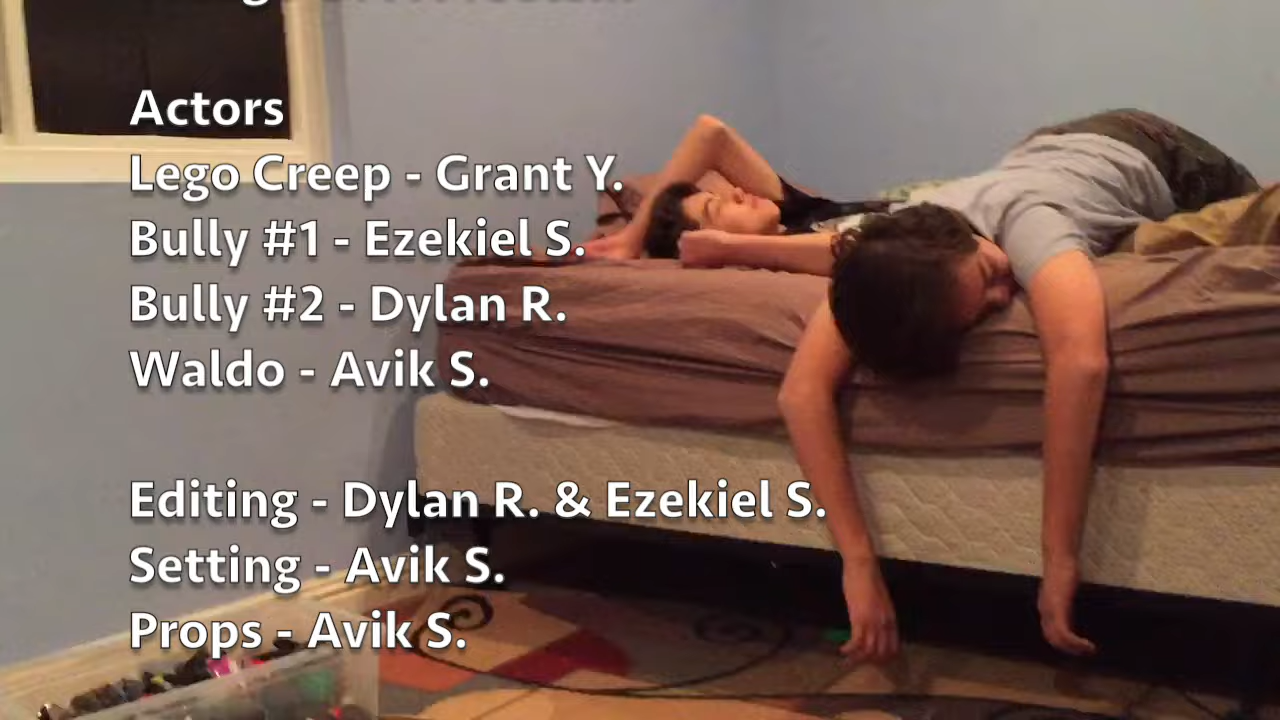 Actors
Lego Creep - Grant Y.
Bully #1 - Ezekiel S.
Bully #2 - Dylan R.
Waldo - Avik S.
Editing - Dylan R. & Ezekiel S.
Setting - Avik S.
Props - Avik S.